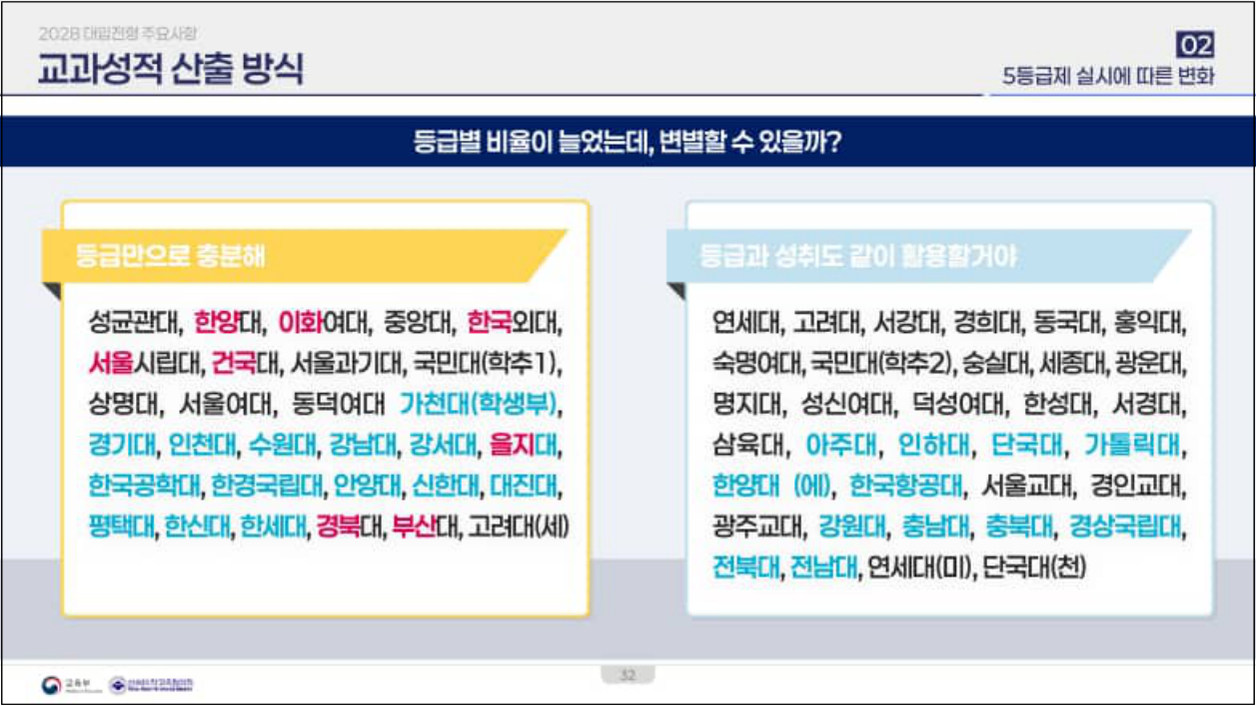 2028 대입전형 주요사항
교과성적 산출 방식
02
5등급제 실시에 따른 변화
등급별 비율이 늘었는데, 변별할 수 있을까?
등급만으로 충분해
성균관대, 한양대, 이화여대, 중앙대, 한국외대,
서울시립대, 건국대, 서울과기대, 국민대(학추1),
상명대, 서울여대, 동덕여대 가천대(학생부),
경기대, 인천대, 수원대, 강남대, 강서대, 을지대,
한국공학대, 한경국립대, 안양대, 신한대, 대진대,
평택대, 한신대, 한세대, 경북대, 부산대, 고려대(세)
등급과 성취도 같이 활용할거야
연세대, 고려대, 서강대, 경희대, 동국대, 홍익대,
숙명여대, 국민대(학추2), 숭실대, 세종대, 광운대,
명지대, 성신여대, 덕성여대, 한성대, 서경대,
삼육대, 아주대, 인하대, 단국대, 가톨릭대,
한양대 (에), 한국항공대, 서울교대, 경인교대,
광주교대, 강원대, 충남대, 충북대, 경상국립대,
전북대, 전남대, 연세대(미), 단국대(천)
교육부
32